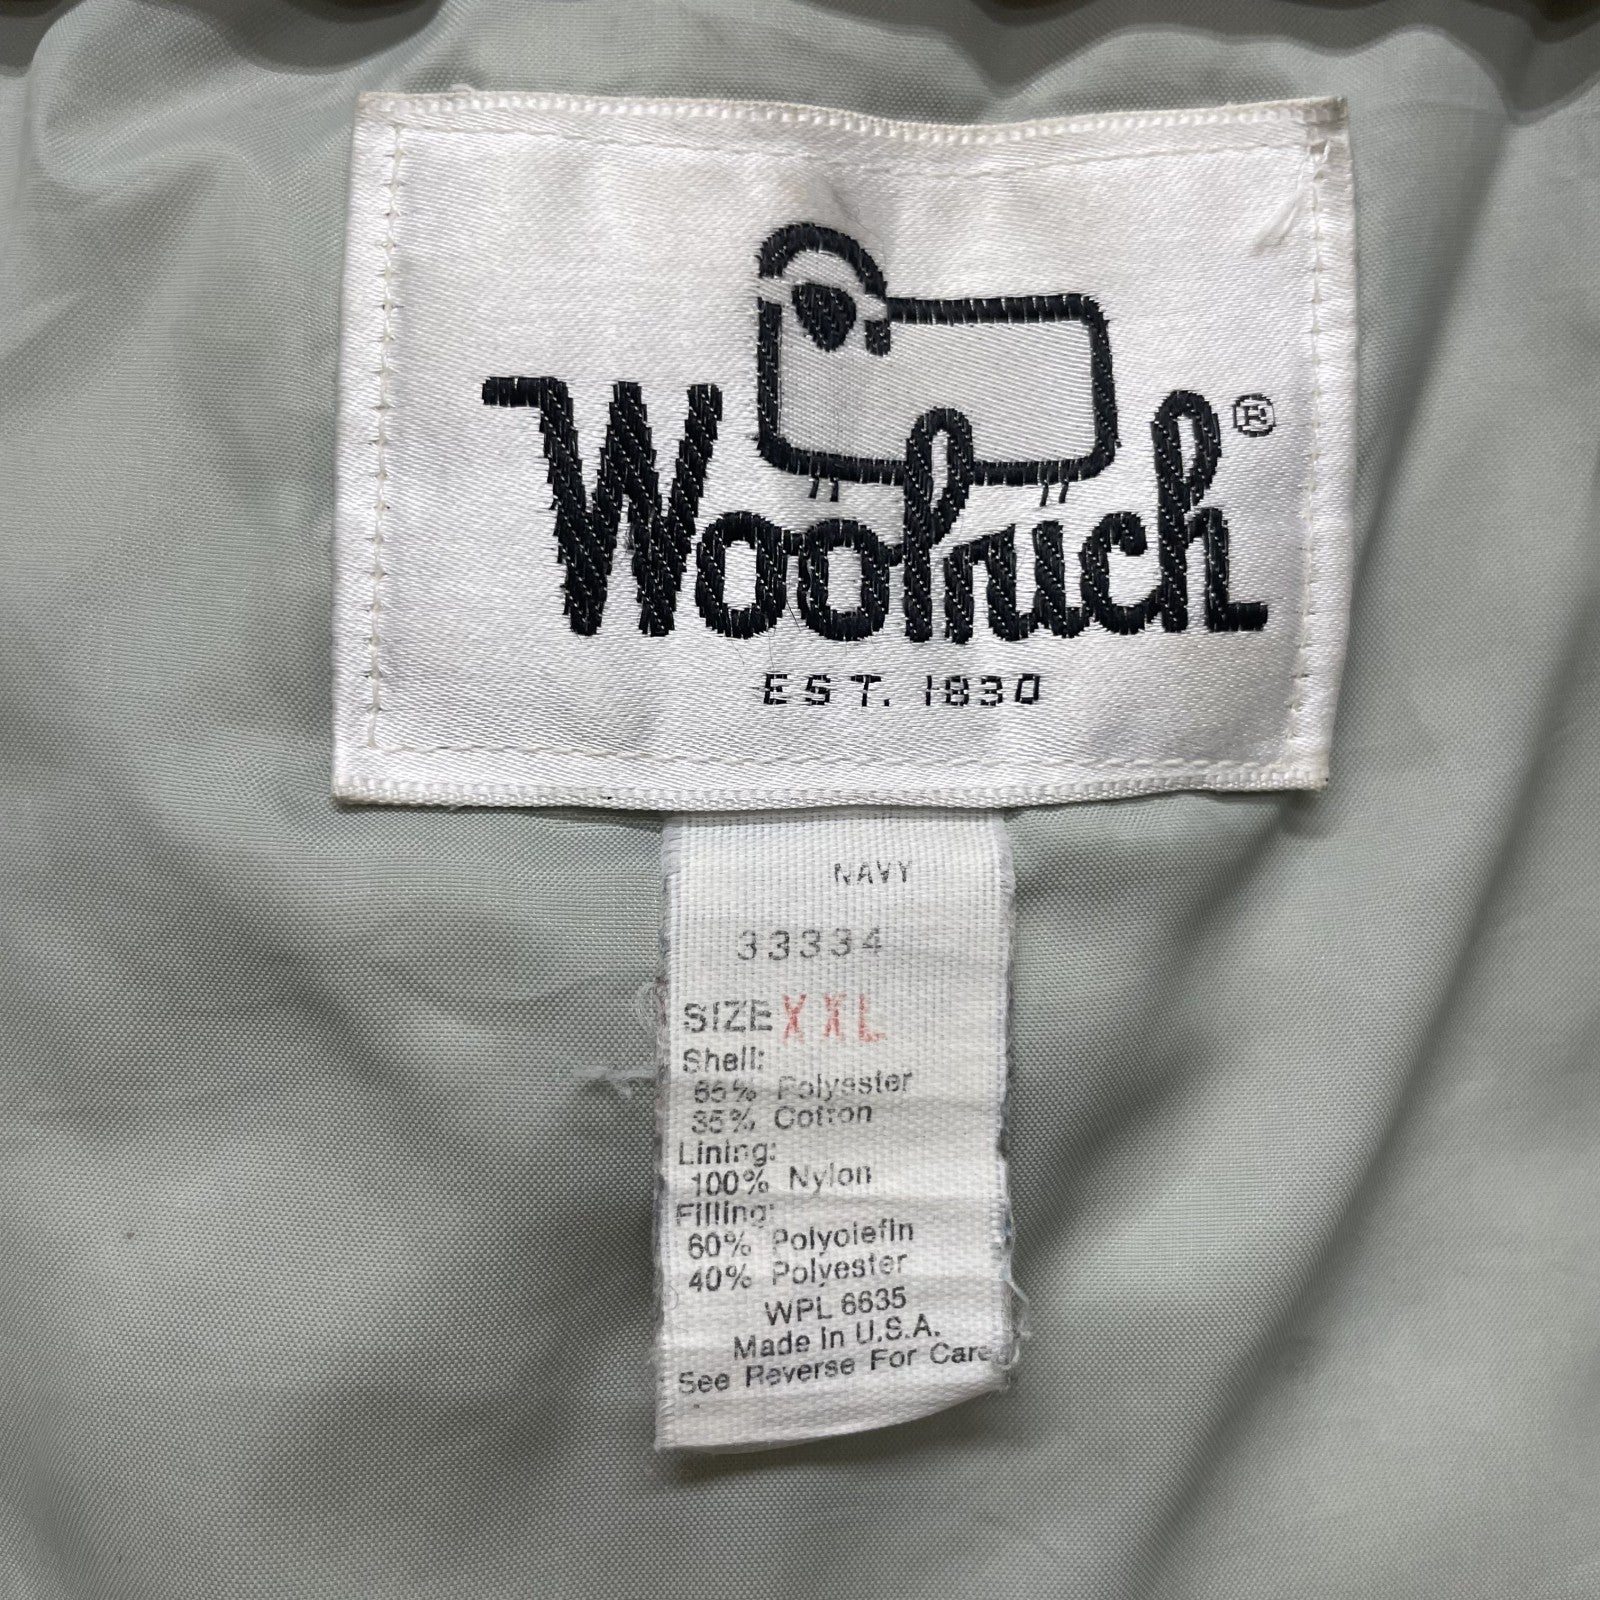 Woolrich®
EST. 1830
NAVY
33334
SIZE XXL
Shell:
65% Polyester
35% Cotton
Lining:
100% Nylon
Filling:
60% Polyolefin
40% Polyester
WPL 6635
Made In U.S.A.
See Reverse For Care